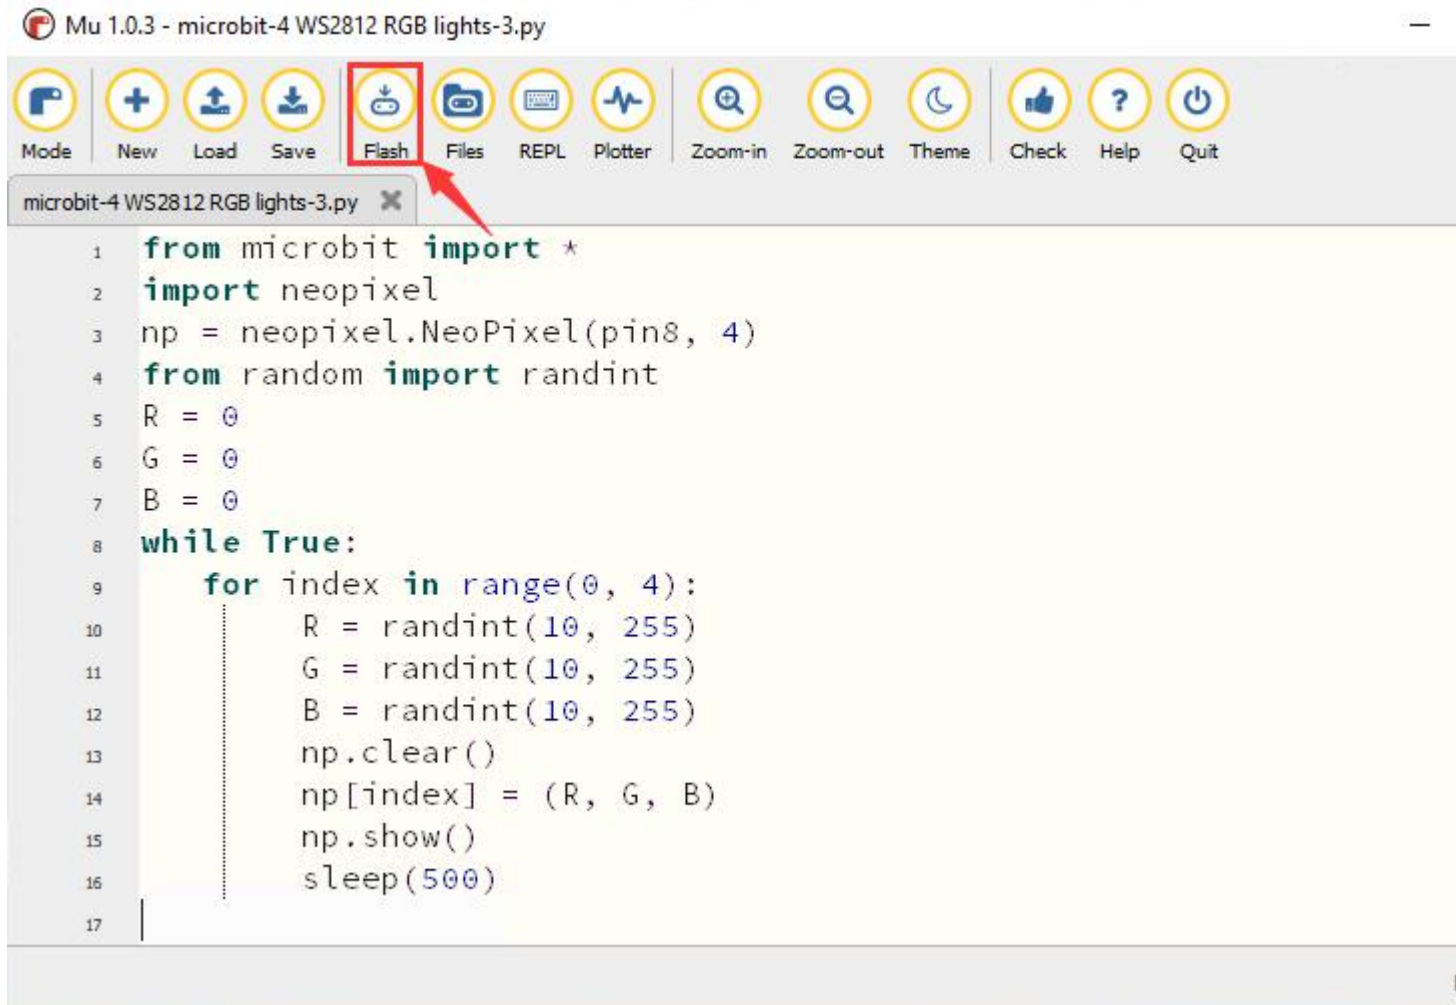 Mu 1.0.3 - microbit-4 WS2812 RGB lights-3.py
Mode New Load Save Flash Files REPL Plotter Zoom-in Zoom-out Theme Check Help Quit
microbit-4 WS2812 RGB lights-3.py
1 from microbit import *
2 import neopixel
3 np = neopixel.NeoPixel(pin8, 4)
4 from random import randint
5 R = 0
6 G = 0
7 B = 0
8 while True:
9 for index in range(0, 4):
10 R = randint(10, 255)
11 G = randint(10, 255)
12 B = randint(10, 255)
13 np.clear()
14 np[index] = (R, G, B)
15 np.show()
16 sleep(500)
17